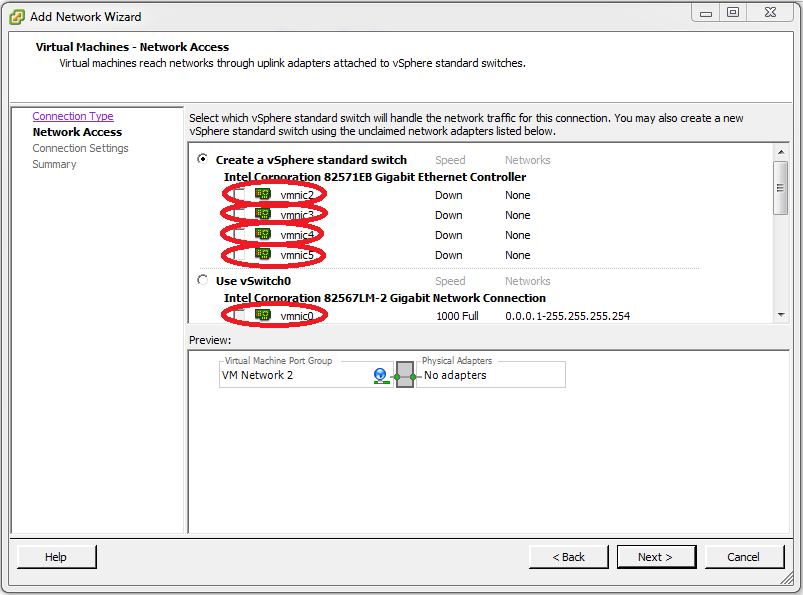 Add Network Wizard
Virtual Machines - Network Access
Virtual machines reach networks through uplink adapters attached to vSphere standard switches.
Connection Type
Network Access
Connection Settings
Summary
Select which vSphere standard switch will handle the network traffic for this connection. You may also create a new
vSphere standard switch using the unclaimed network adapters listed below.
Create a vSphere standard switch Speed Networks
Intel Corporation 82571EB Gigabit Ethernet Controller
vmnic2 Down None
vmnic3 Down None
vmnic4 Down None
vmnic5 Down None
Use vSwitch0 Speed Networks
Intel Corporation 82567LM-2 Gigabit Network Connection
vmnic0 1000 Full 0.0.0.1-255.255.255.254
Preview:
Virtual Machine Port Group Physical Adapters
VM Network 2 No adapters
Help < Back Next > Cancel